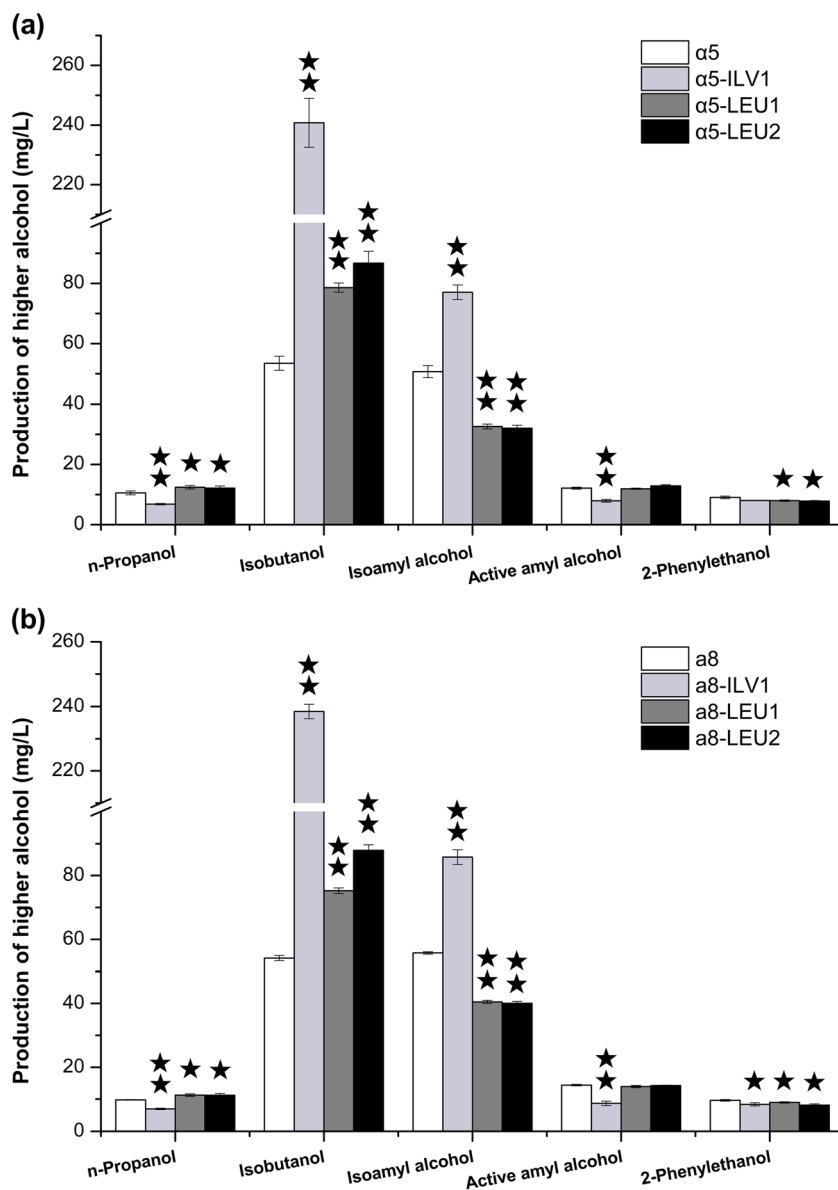 (a)
α5
α5-ILV1
α5-LEU1
α5-LEU2
Production of higher alcohol (mg/L)
260
240
220
80
60
40
20
0
n-Propanol
Isobutanol
Isoamyl alcohol
Active amyl alcohol
2-Phenylethanol
(b)
a8
a8-ILV1
a8-LEU1
a8-LEU2
Production of higher alcohol (mg/L)
260
240
220
80
60
40
20
0
n-Propanol
Isobutanol
Isoamyl alcohol
Active amyl alcohol
2-Phenylethanol